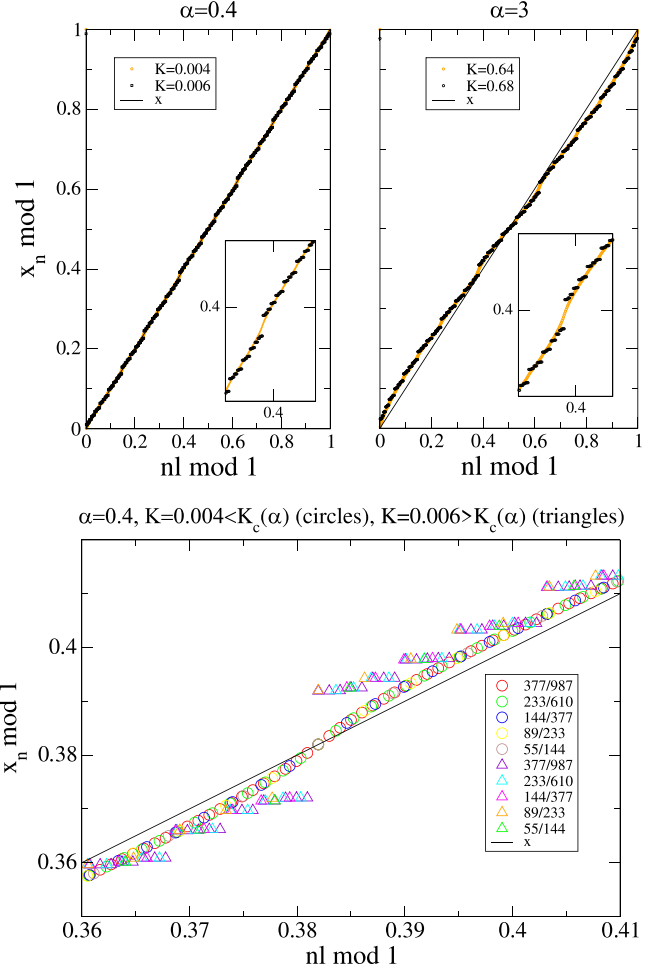 α=0.4
α=3
1
0.8
0.6
0.4
0.2
0
x_n mod 1
K=0.004
K=0.006
x
0.4
0.4
0 0.2 0.4 0.6 0.8 1
nl mod 1
K=0.64
K=0.68
x
0.4
0.4
0 0.2 0.4 0.6 0.8 1
nl mod 1
α=0.4, K=0.004<K_c(α) (circles), K=0.006>K_c(α) (triangles)
0.4
0.38
0.36
x_n mod 1
377/987
233/610
144/377
89/233
55/144
377/987
233/610
144/377
89/233
55/144
x
0.36 0.37 0.38 0.39 0.4 0.41
nl mod 1